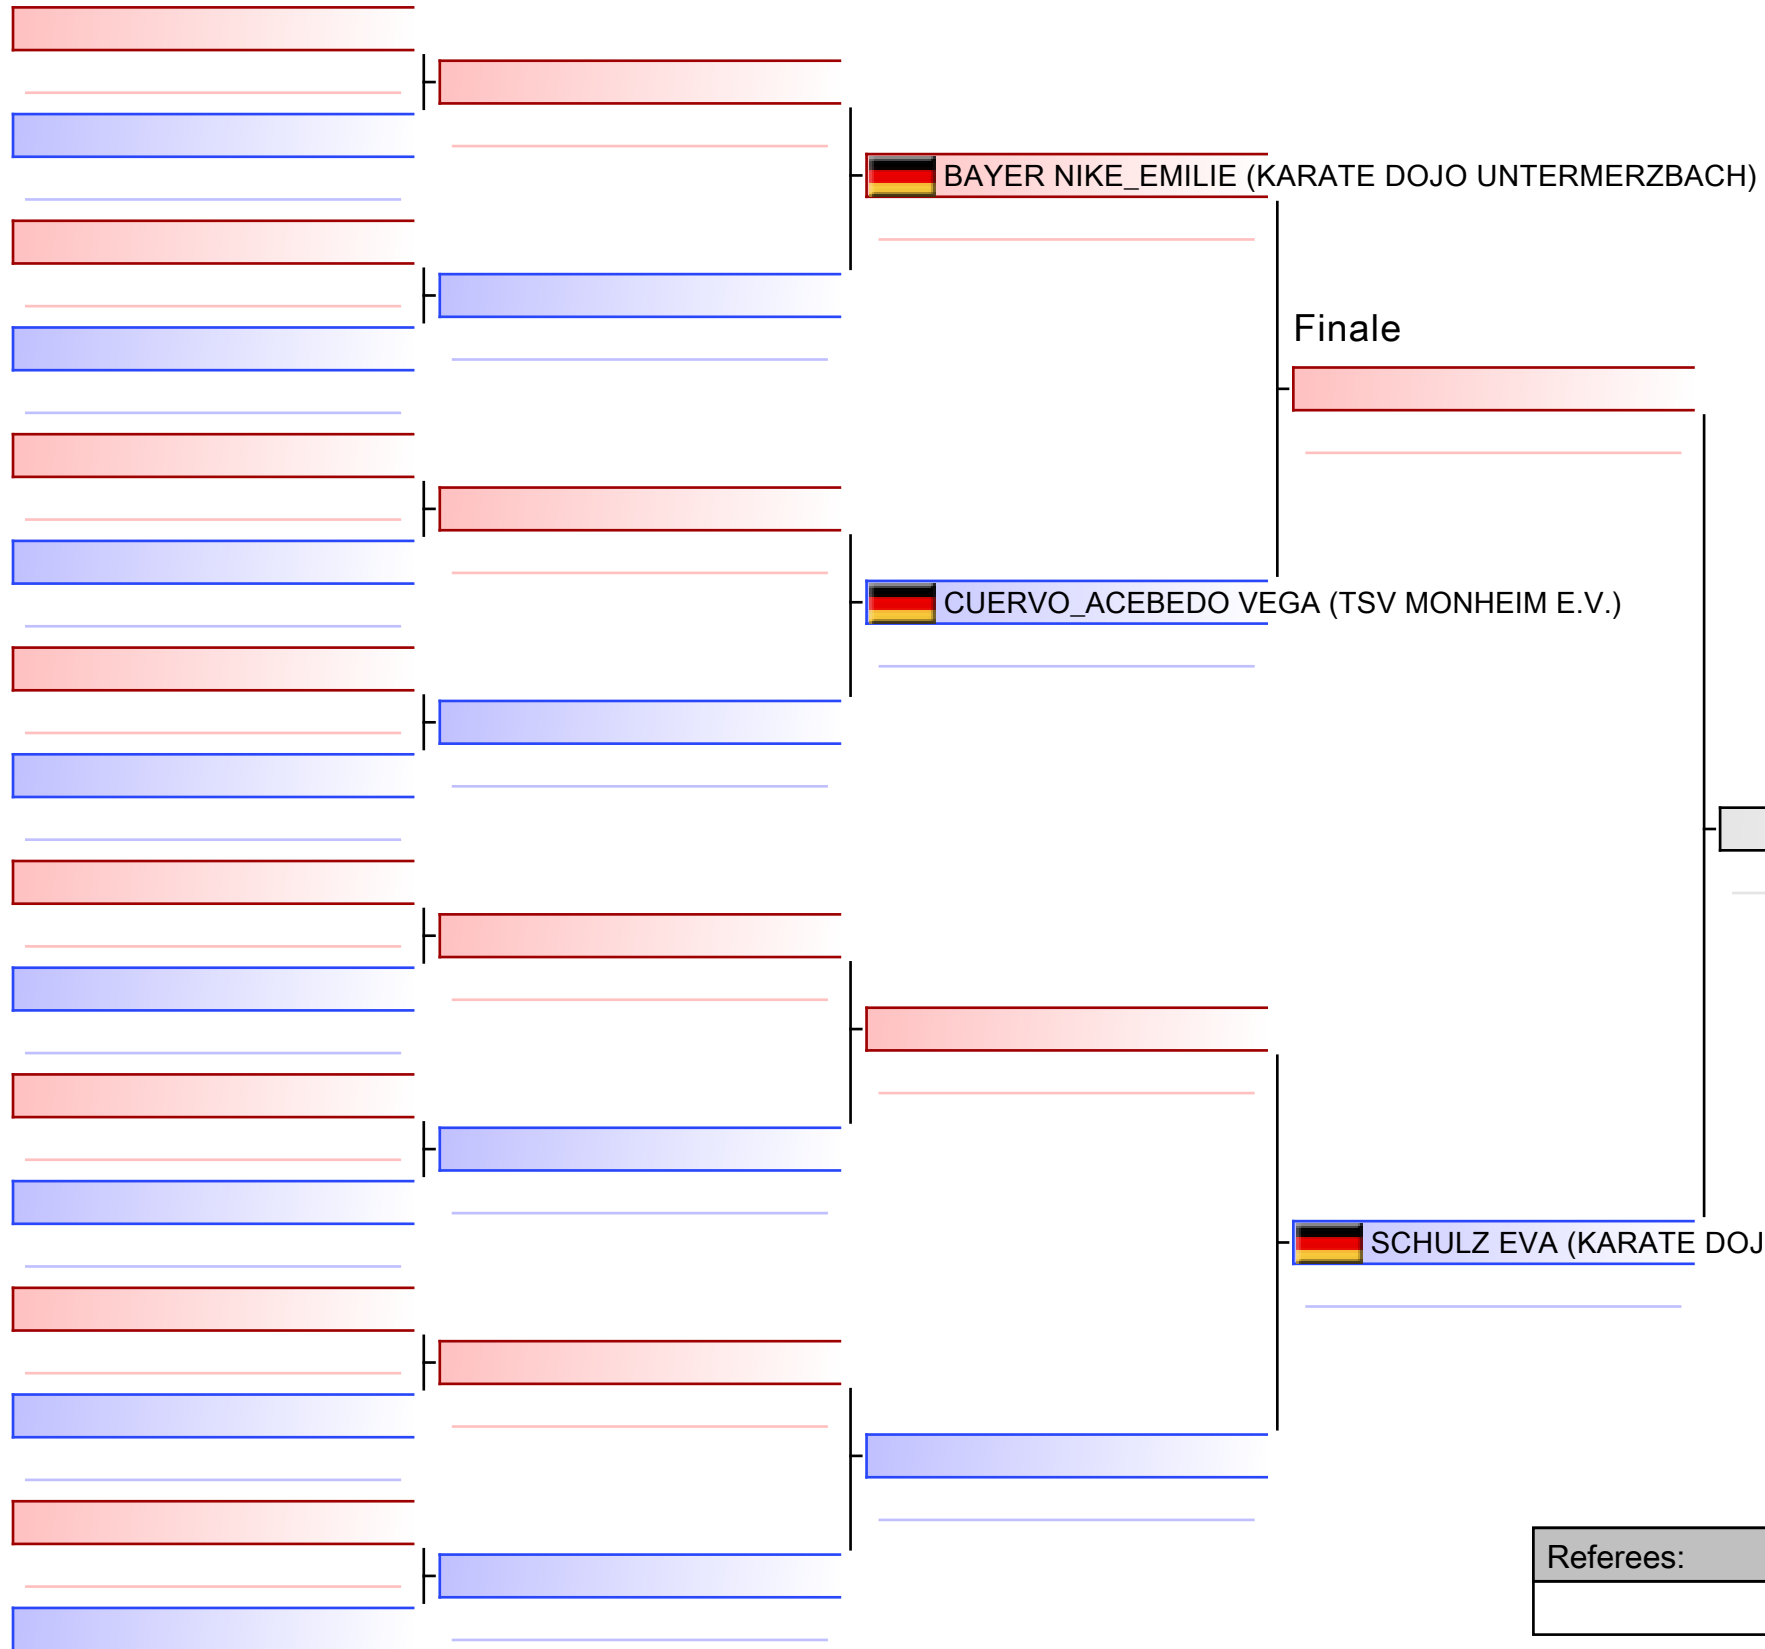 BAYER NIKE_EMILIE (KARATE DOJO UNTERMERZBACH)
Finale
CUERVO_ACEBEDO VEGA (TSV MONHEIM E.V.)
SCHULZ EVA (KARATE DOJ
Referees: